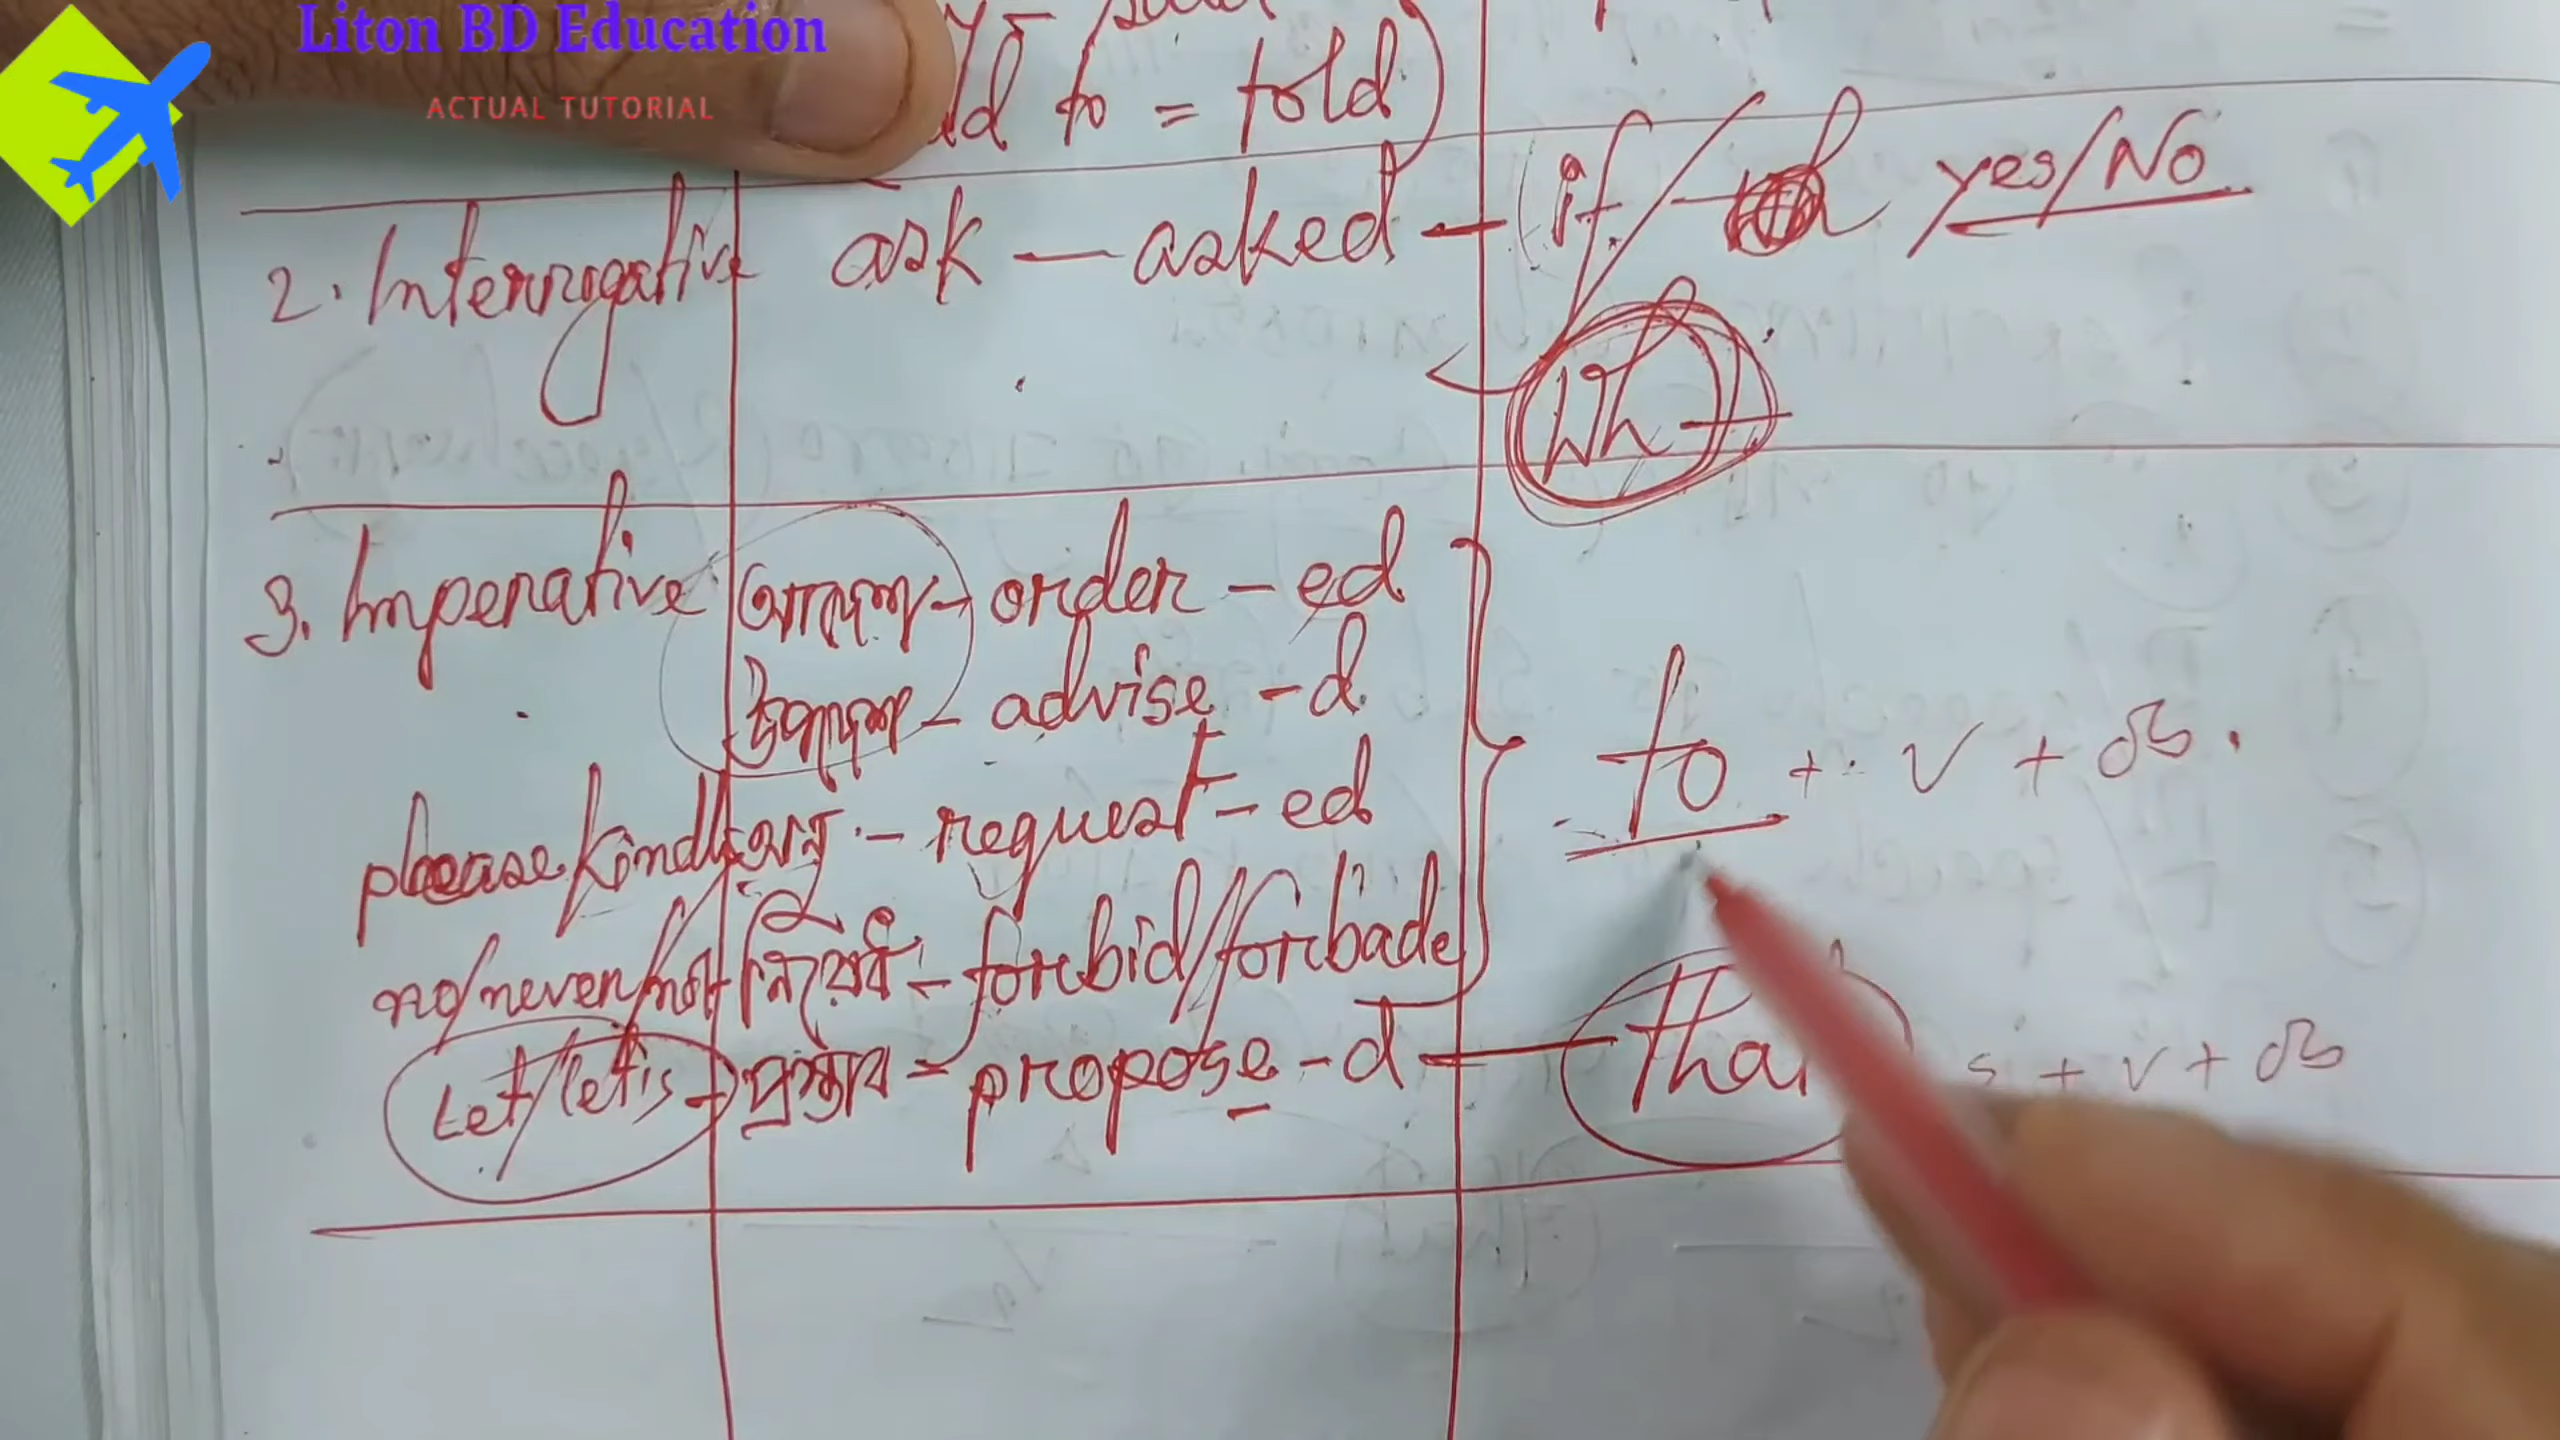 Liton BD Education
ACTUAL TUTORIAL
to = told)
2. Interrogative ask — asked — if / yes/No
Wh -
3. Imperative আদেশ - order - ed
উপদেশ - advise - d
to + v + ob.
please/kindly অনু - request - ed
no/never/not নিষেধ - forbid/forbade
Let/let's - প্রস্তাব - propose - d — that s + v + ob